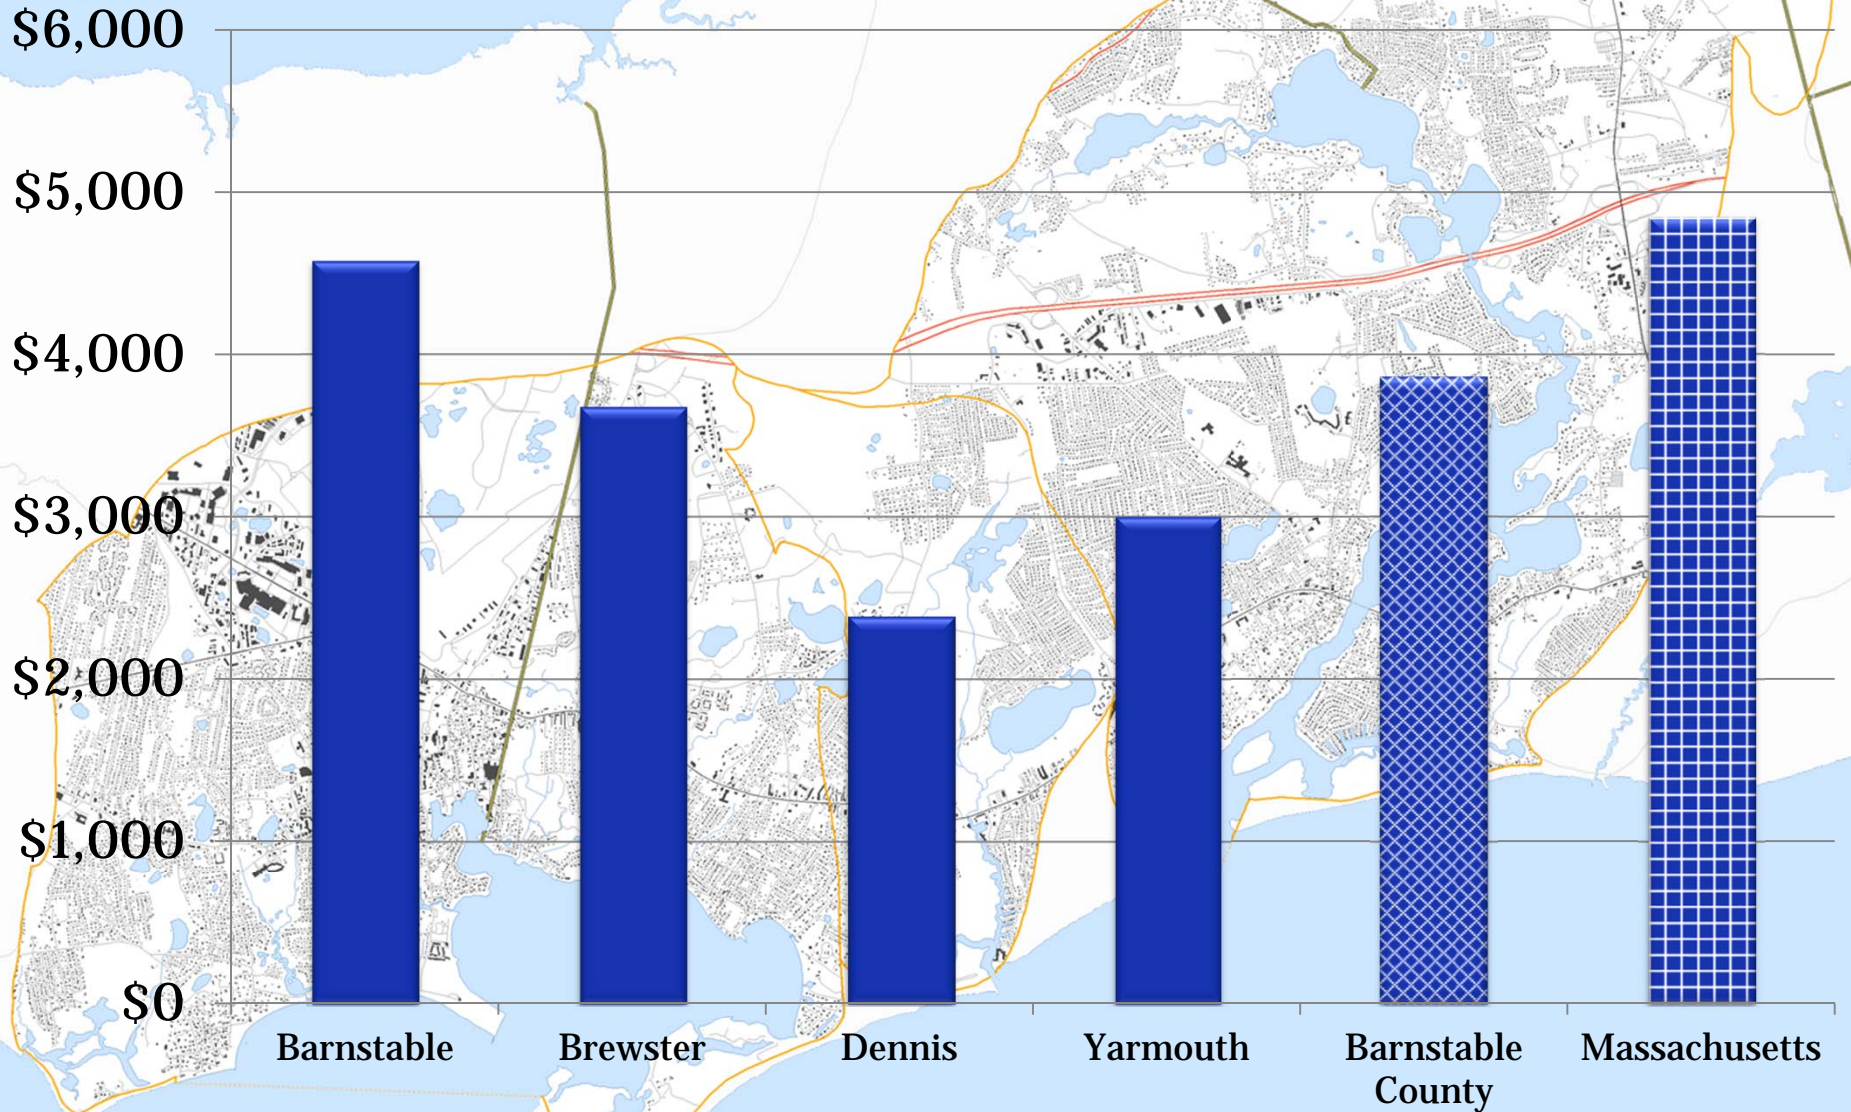 $6,000
$5,000
$4,000
$3,000
$2,000
$1,000
$0
Barnstable
Brewster
Dennis
Yarmouth
Barnstable
County
Massachusetts